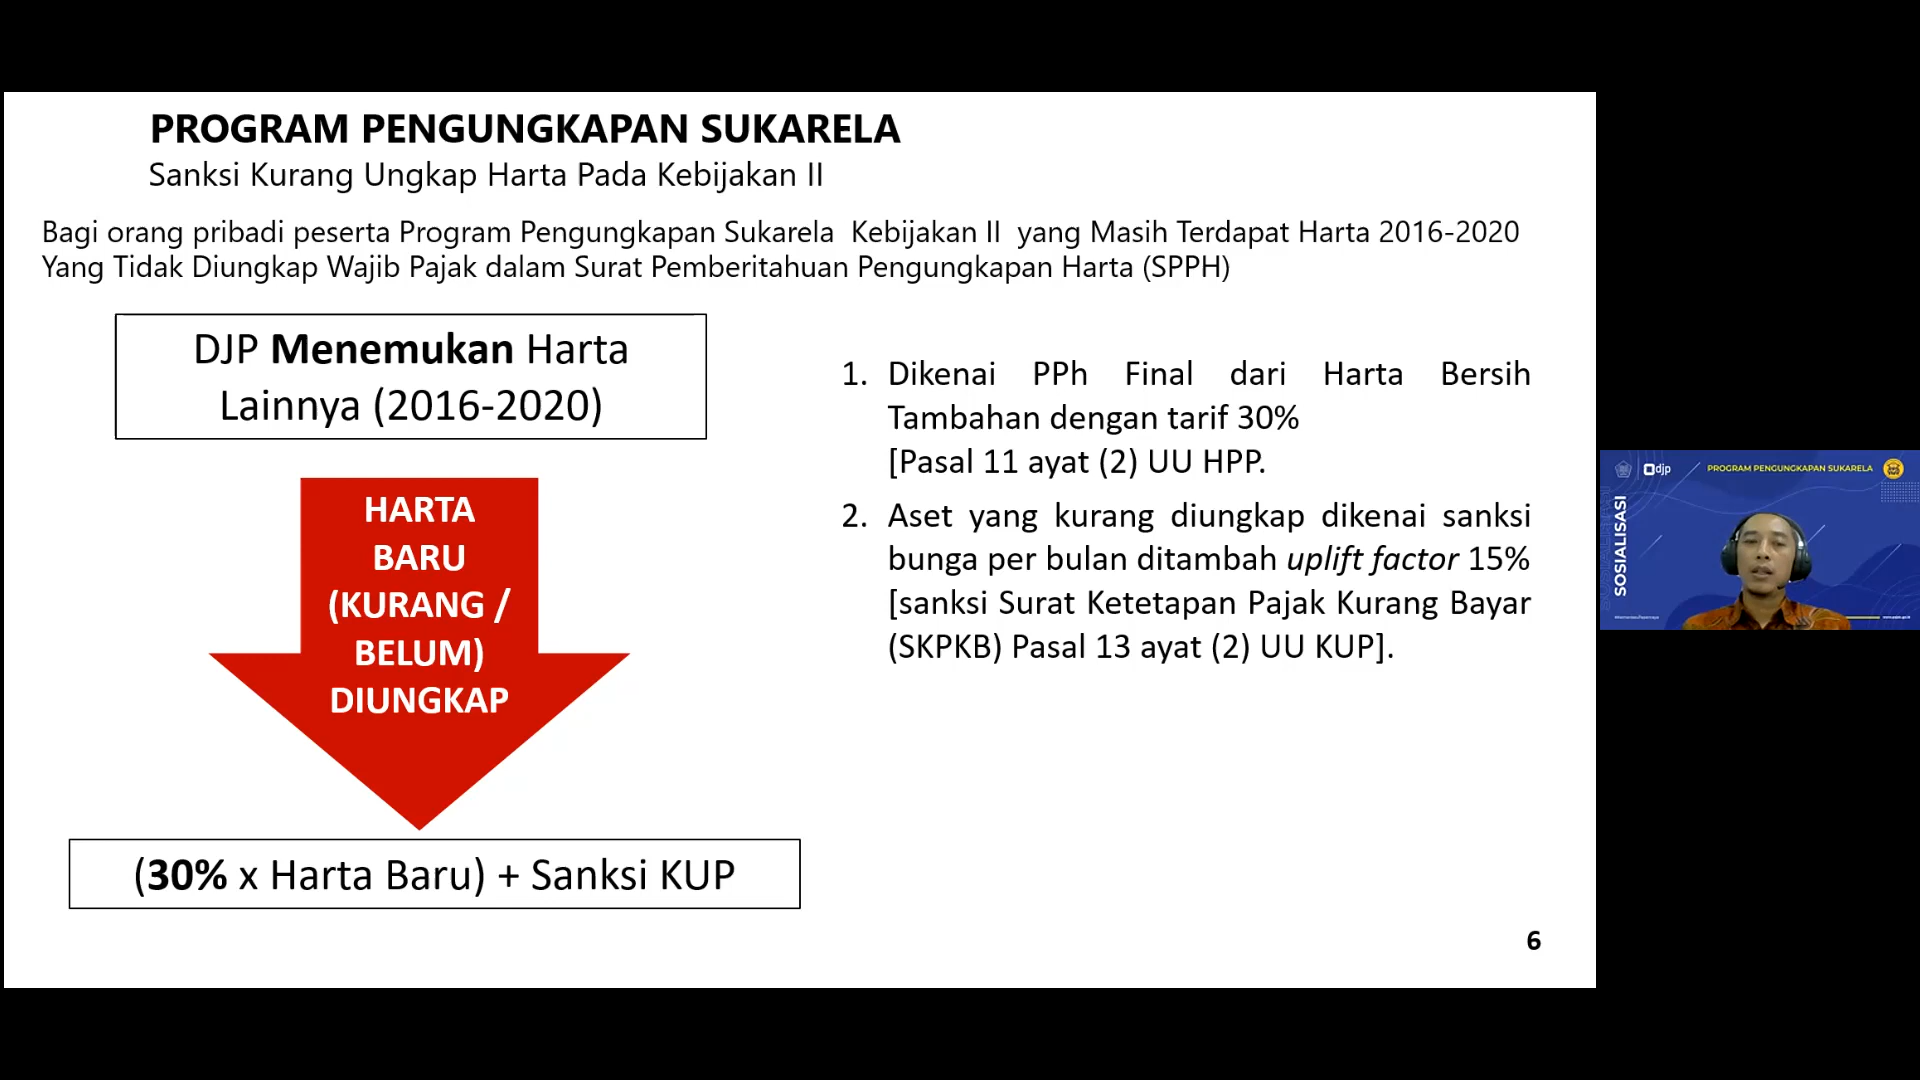 PROGRAM PENGUNGKAPAN SUKARELA
Sanksi Kurang Ungkap Harta Pada Kebijakan II
Bagi orang pribadi peserta Program Pengungkapan Sukarela Kebijakan II yang Masih Terdapat Harta 2016-2020
Yang Tidak Diungkap Wajib Pajak dalam Surat Pemberitahuan Pengungkapan Harta (SPPH)
DJP Menemukan Harta
Lainnya (2016-2020)
HARTA
BARU
(KURANG /
BELUM)
DIUNGKAP
(30% x Harta Baru) + Sanksi KUP
1. Dikenai PPh Final dari Harta Bersih
Tambahan dengan tarif 30%
[Pasal 11 ayat (2) UU HPP.
2. Aset yang kurang diungkap dikenai sanksi
bunga per bulan ditambah uplift factor 15%
[sanksi Surat Ketetapan Pajak Kurang Bayar
(SKPKB) Pasal 13 ayat (2) UU KUP].
6
djp
PROGRAM PENGUNGKAPAN SUKARELA
SOSIALISASI